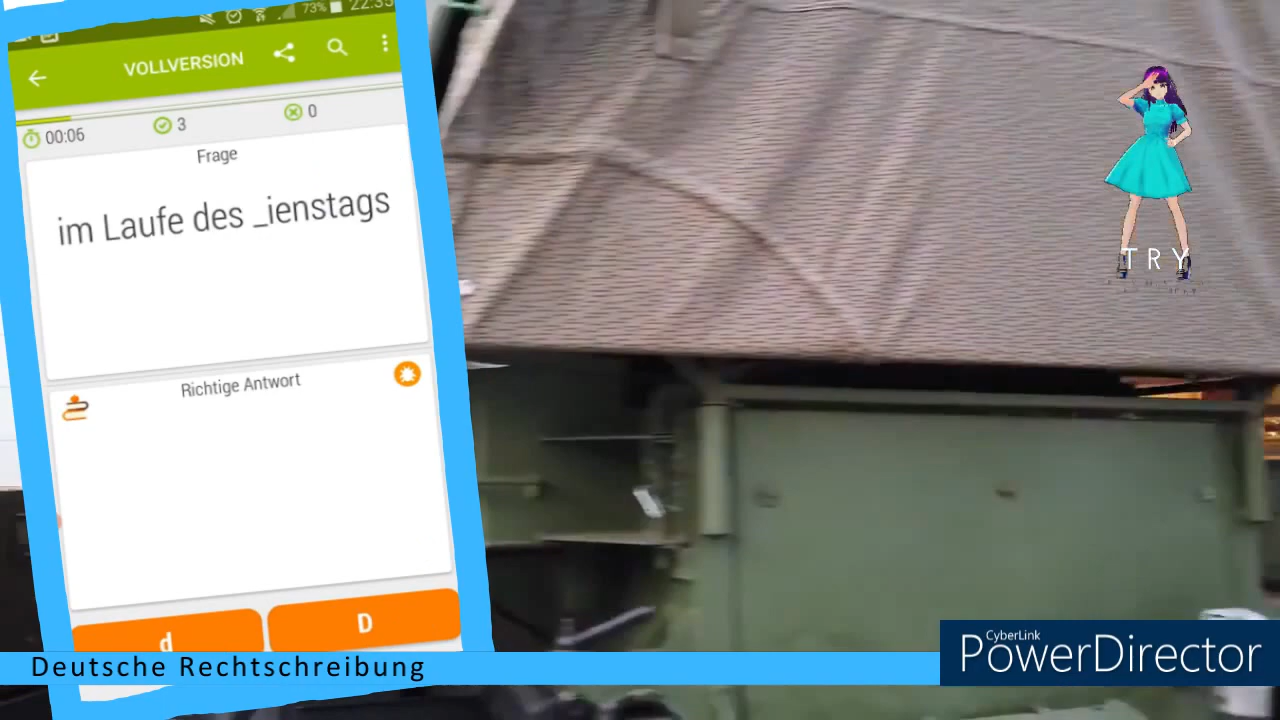 73% 22:35
VOLLVERSION
00:06 3 0
Frage
im Laufe des _ienstags
Richtige Antwort
d D
TRY
Deutsche Rechtschreibung
CyberLink
PowerDirector